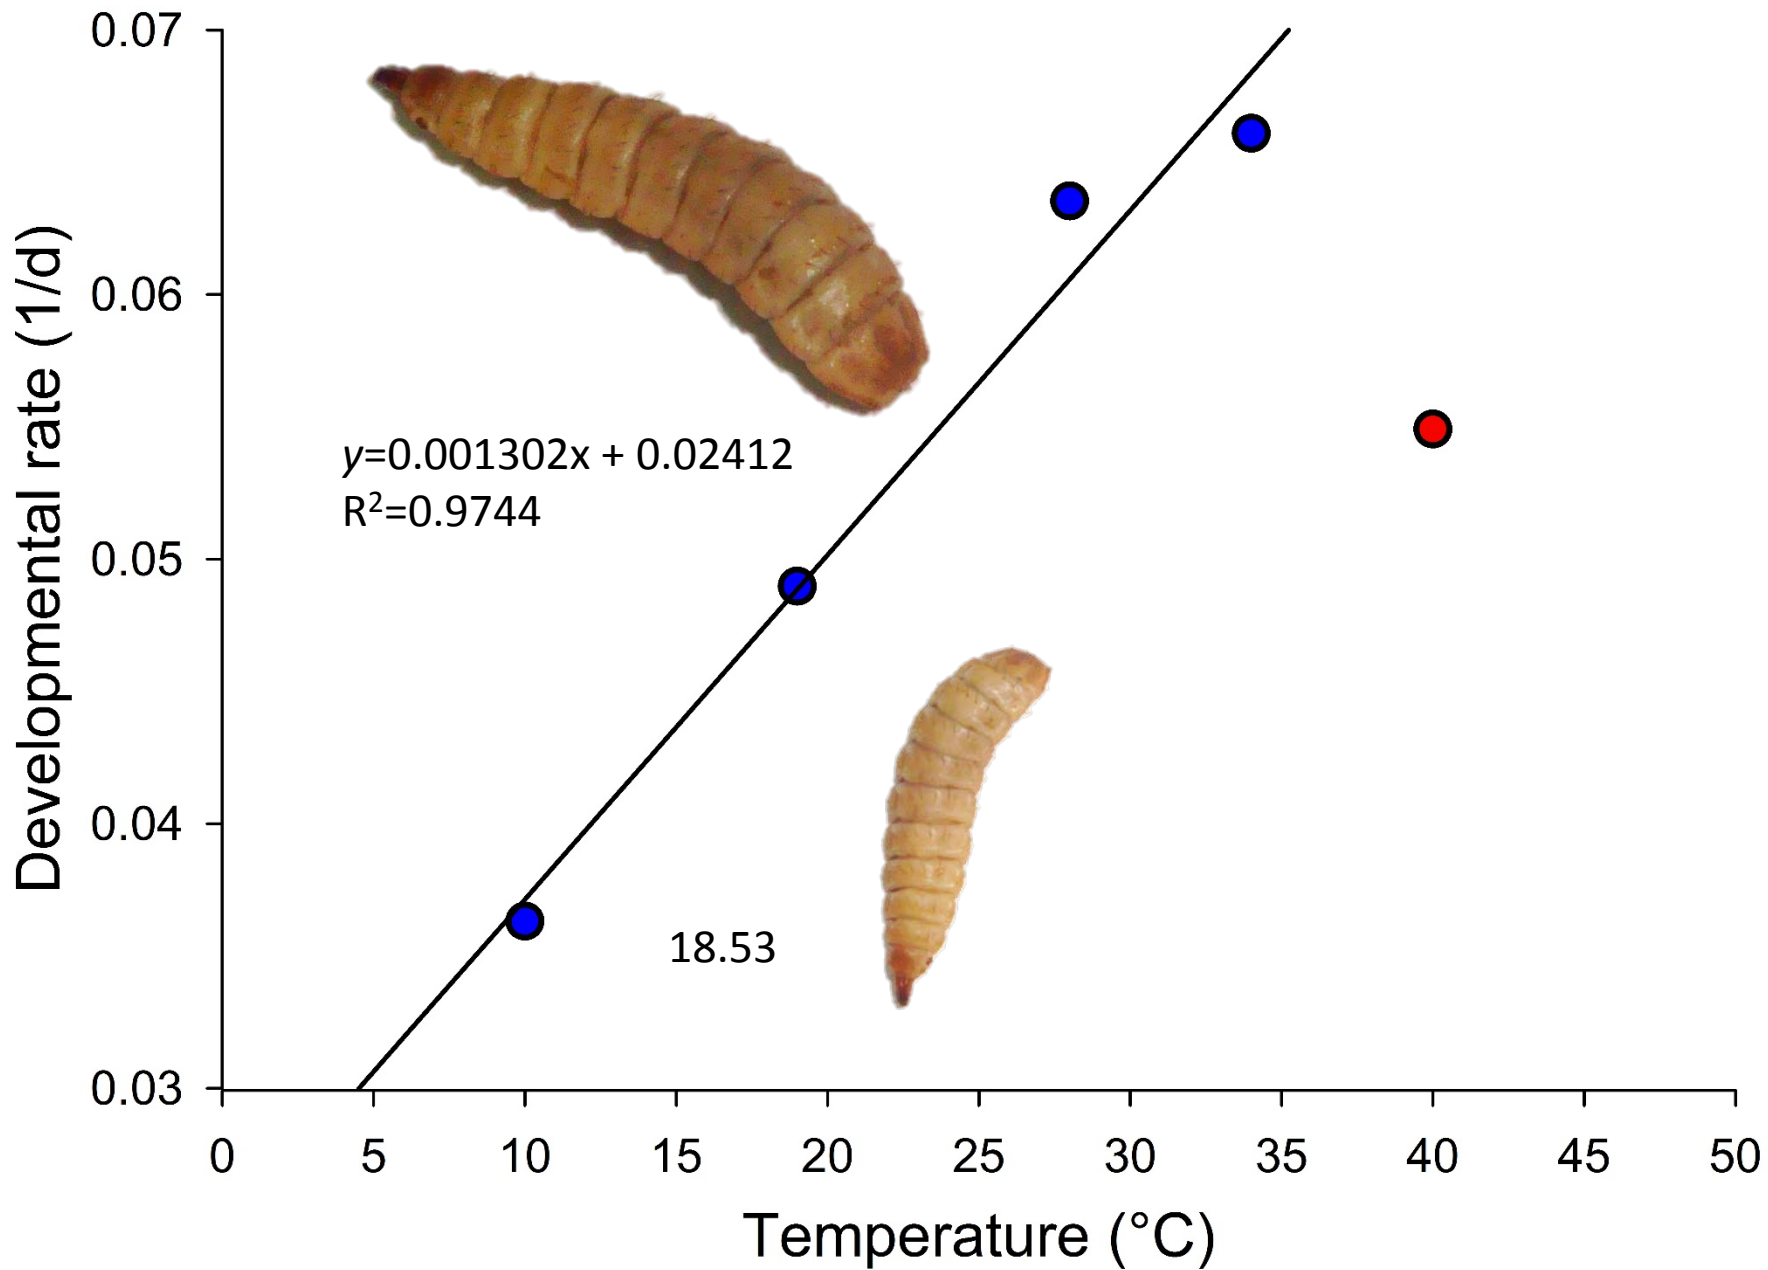 0.07
0.06
0.05
0.04
0.03
Developmental rate (1/d)
y=0.001302x + 0.02412
R²=0.9744
18.53
0 5 10 15 20 25 30 35 40 45 50
Temperature (°C)